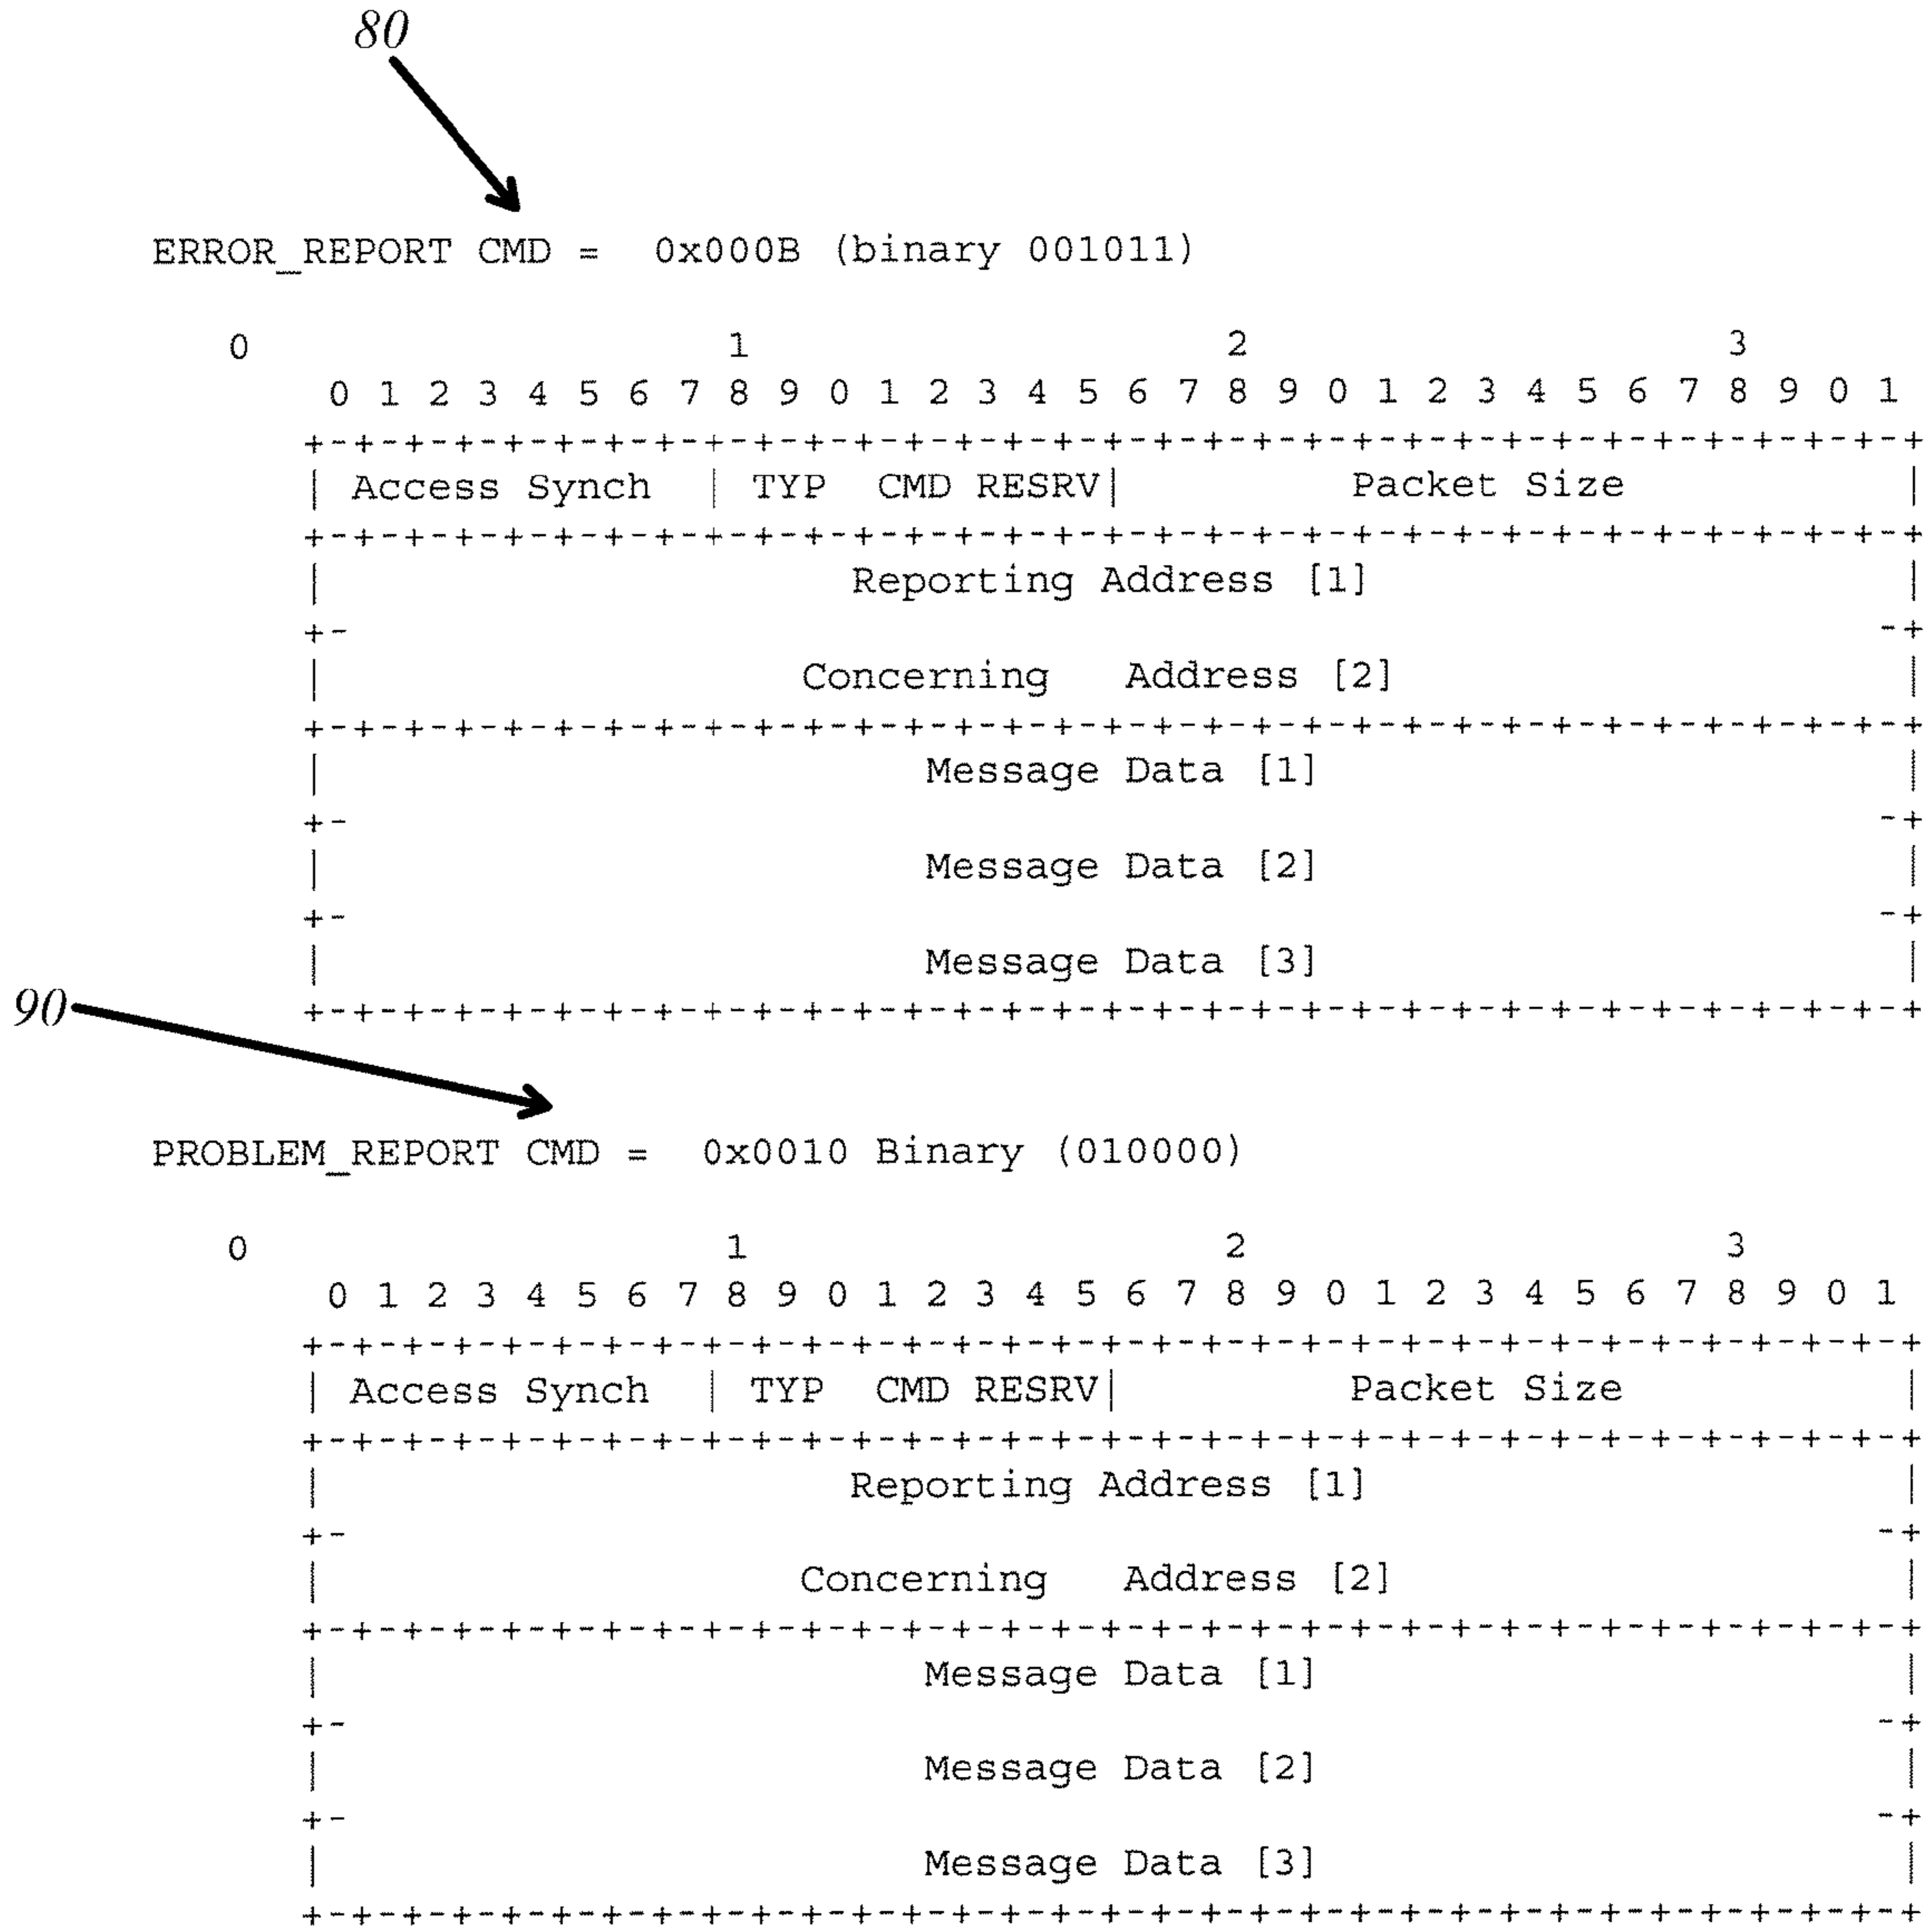 80
ERROR_REPORT CMD =  0x000B (binary 001011)
0 1 2 3
0 1 2 3 4 5 6 7 8 9 0 1 2 3 4 5 6 7 8 9 0 1 2 3 4 5 6 7 8 9 0 1
+-+-+-+-+-+-+-+-+-+-+-+-+-+-+-+-+-+-+-+-+-+-+-+-+-+-+-+-+-+-+-+-+
| Access Synch | TYP CMD RESRV| Packet Size |
+-+-+-+-+-+-+-+-+-+-+-+-+-+-+-+-+-+-+-+-+-+-+-+-+-+-+-+-+-+-+-+-+
| Reporting Address [1] |
+- -+
| Concerning Address [2] |
+-+-+-+-+-+-+-+-+-+-+-+-+-+-+-+-+-+-+-+-+-+-+-+-+-+-+-+-+-+-+-+-+
| Message Data [1] |
+- -+
| Message Data [2] |
+- -+
| Message Data [3] |
90
+-+-+-+-+-+-+-+-+-+-+-+-+-+-+-+-+-+-+-+-+-+-+-+-+-+-+-+-+-+-+-+-+
PROBLEM_REPORT CMD =  0x0010 Binary (010000)
0 1 2 3
0 1 2 3 4 5 6 7 8 9 0 1 2 3 4 5 6 7 8 9 0 1 2 3 4 5 6 7 8 9 0 1
+-+-+-+-+-+-+-+-+-+-+-+-+-+-+-+-+-+-+-+-+-+-+-+-+-+-+-+-+-+-+-+-+
| Access Synch | TYP CMD RESRV| Packet Size |
+-+-+-+-+-+-+-+-+-+-+-+-+-+-+-+-+-+-+-+-+-+-+-+-+-+-+-+-+-+-+-+-+
| Reporting Address [1] |
+- -+
| Concerning Address [2] |
+-+-+-+-+-+-+-+-+-+-+-+-+-+-+-+-+-+-+-+-+-+-+-+-+-+-+-+-+-+-+-+-+
| Message Data [1] |
+- -+
| Message Data [2] |
+- -+
| Message Data [3] |
+-+-+-+-+-+-+-+-+-+-+-+-+-+-+-+-+-+-+-+-+-+-+-+-+-+-+-+-+-+-+-+-+